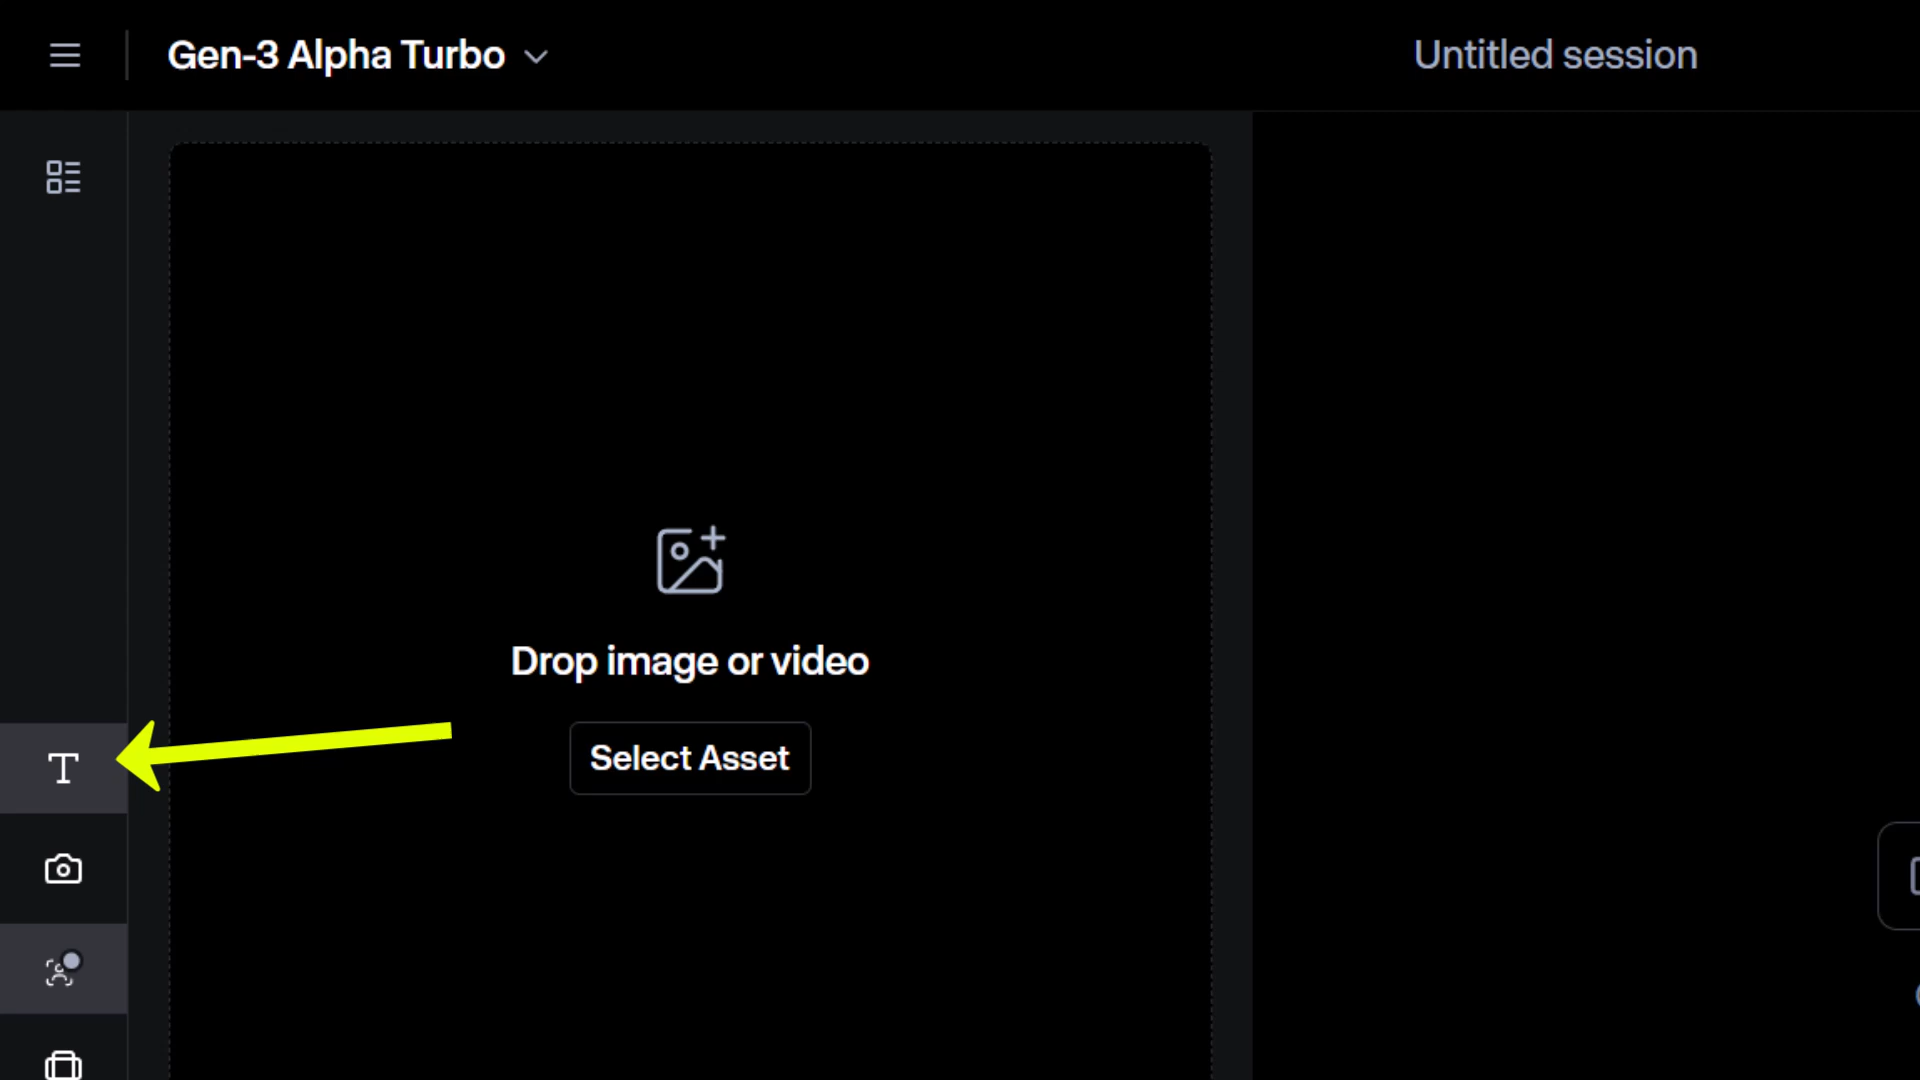 Gen-3 Alpha Turbo
Untitled session
Drop image or video
Select Asset
T